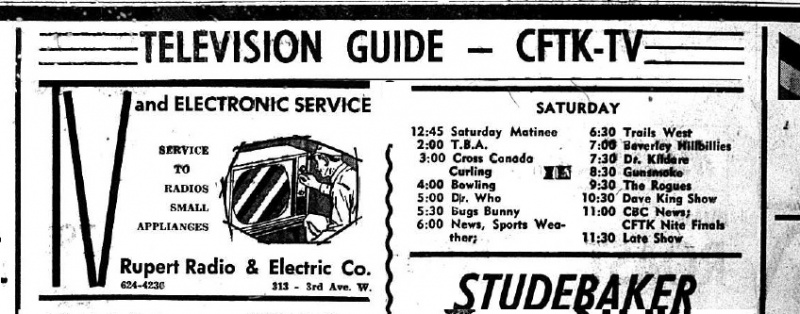 TELEVISION GUIDE — CFTK-TV
TV and ELECTRONIC SERVICE
SERVICE
TO
RADIOS
SMALL
APPLIANCES
Rupert Radio & Electric Co.
624-4236 313 - 3rd Ave. W.
SATURDAY
12:45 Saturday Matinee
2:00 T.B.A.
3:00 Cross Canada
Curling
4:00 Bowling
5:00 Dr. Who
5:30 Bugs Bunny
6:00 News, Sports Wea-
ther;
6:30 Trails West
7:00 Beverley Hillbillies
7:30 Dr. Kildare
8:30 Gunsmoke
9:30 The Rogues
10:30 Dave King Show
11:00 CBC News;
CFTK Nite Finals
11:30 Late Show
STUDEBAKER